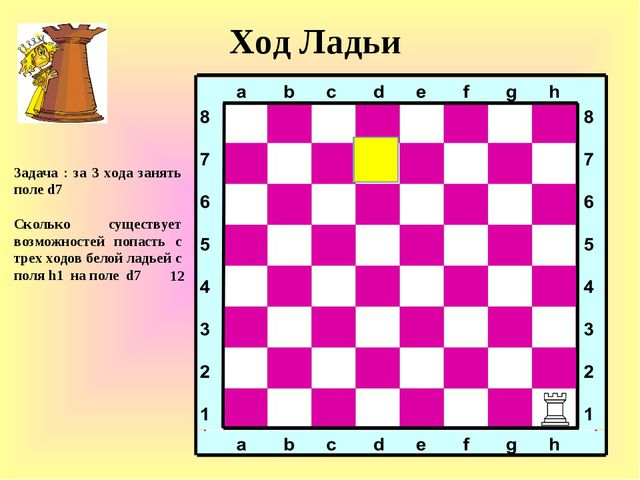 Ход Ладьи
a b c d e f g h
8 8
Задача : за 3 хода занять
поле d7
7 7
6 6
Сколько существует
возможностей попасть с
трех ходов белой ладьей с
поля h1 на поле d7 12
5 5
4 4
3 3
2 2
1 1
a b c d e f g h